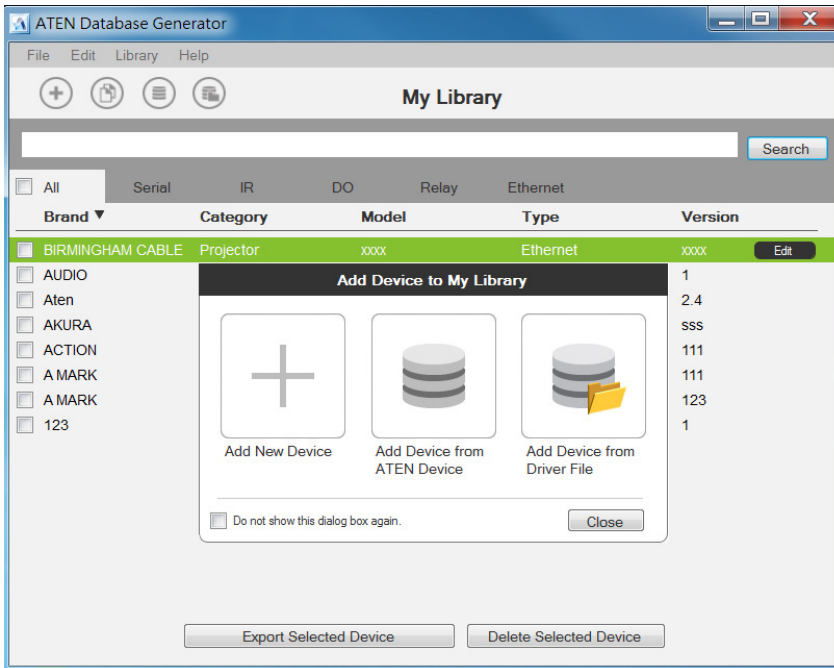 ATEN Database Generator
File Edit Library Help
My Library
Search
All Serial IR DO Relay Ethernet
Brand ▼ Category Model Type Version
BIRMINGHAM CABLE Projector xxxx Ethernet xxxx Edit
AUDIO 1
Aten 2.4
AKURA sss
ACTION 111
A MARK 111
A MARK 123
123 1
Add Device to My Library
Add New Device
Add Device from
ATEN Device
Add Device from
Driver File
Do not show this dialog box again.
Close
Export Selected Device
Delete Selected Device